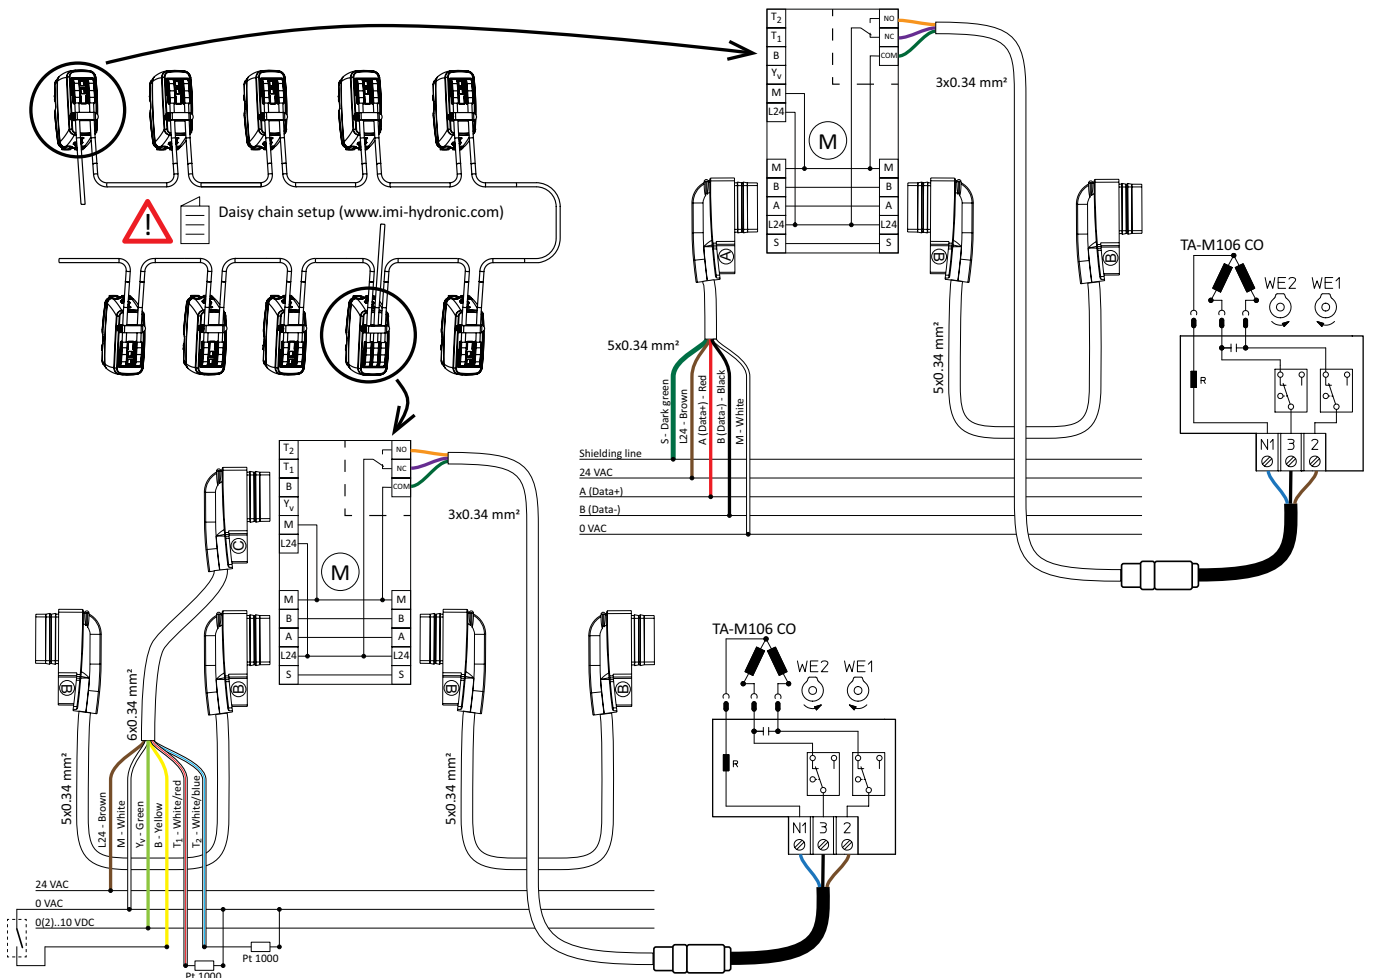 T2
T1
B
Yv
M
L24
NO
NC
COM
3x0.34 mm²
M
M
B
A
L24
S
M
B
A
L24
S
Daisy chain setup (www.imi-hydronic.com)
A
B
B
5x0.34 mm²
5x0.34 mm²
S - Dark green
L24 - Brown
A (Data+) - Red
B (Data-) - Black
M - White
Shielding line
24 VAC
A (Data+)
B (Data-)
0 VAC
TA-M106 CO
WE2
WE1
R
N1
3
2
T2
T1
B
Yv
M
L24
NO
NC
COM
3x0.34 mm²
M
M
B
A
L24
S
M
B
A
L24
S
C
B
B
B
B
6x0.34 mm²
5x0.34 mm²
5x0.34 mm²
L24 - Brown
M - White
Yv - Green
B - Yellow
T1 - White/red
T2 - White/blue
24 VAC
0 VAC
0(2)..10 VDC
Pt 1000
Pt 1000
TA-M106 CO
WE2
WE1
R
N1
3
2